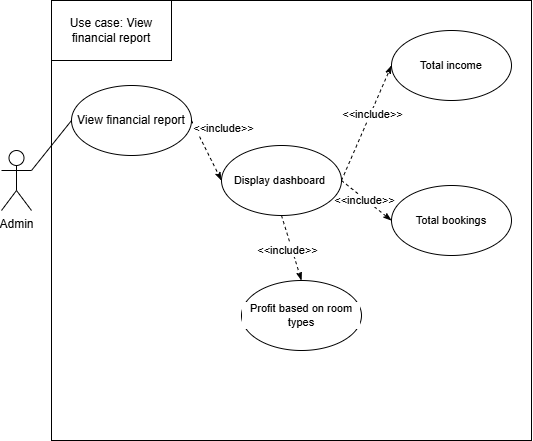 Use case: View
financial report
Total income
View financial report
<<include>>
<<include>>
Display dashboard
Admin
<<include>>
Total bookings
<<include>>
Profit based on room
types